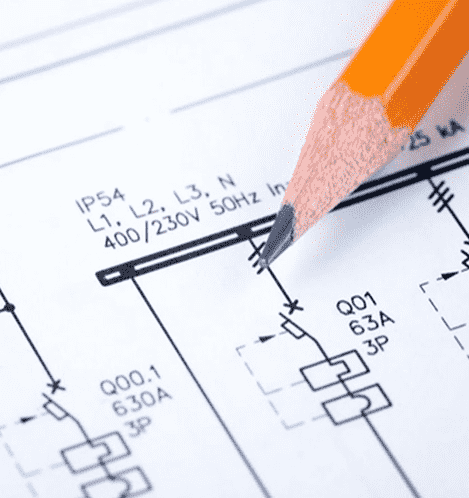 IP54
L1, L2, L3, N
400/230V 50Hz In
25 kA
Q01
63A
3P
Q00.1
630A
3P